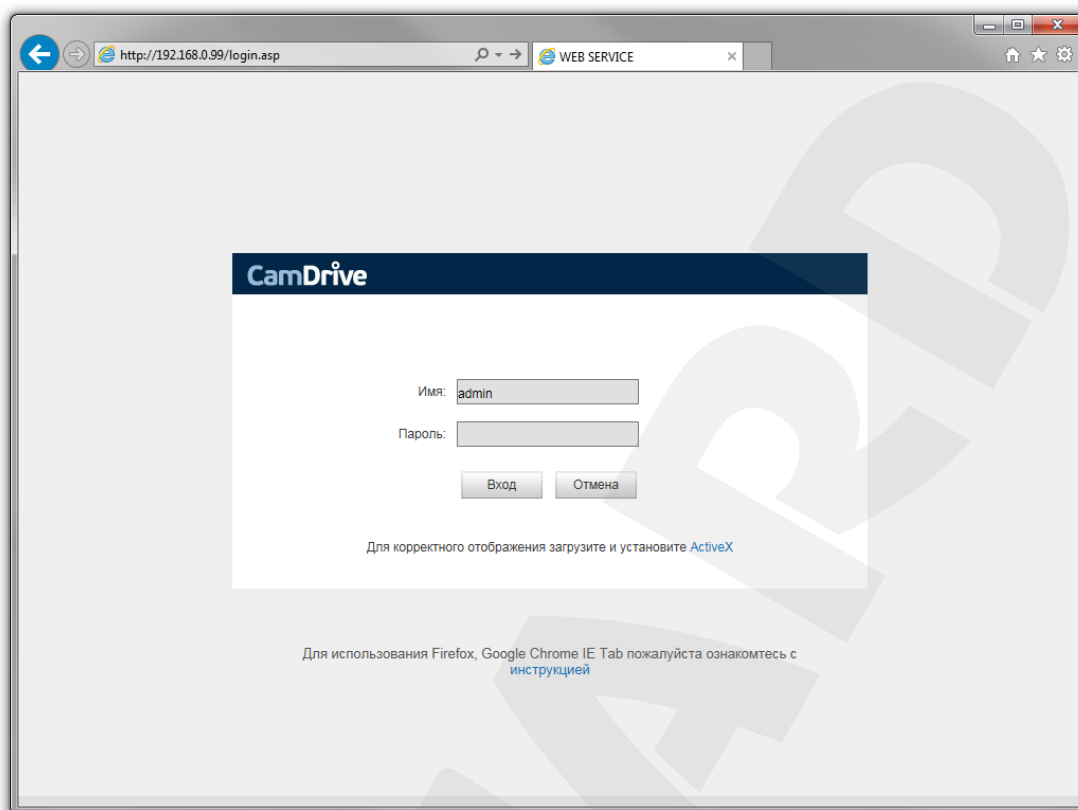 http://192.168.0.99/login.asp
WEB SERVICE
CamDrive
Имя: admin
Пароль:
Вход Отмена
Для корректного отображения загрузите и установите ActiveX
Для использования Firefox, Google Chrome IE Tab пожалуйста ознакомтесь с
инструкцией